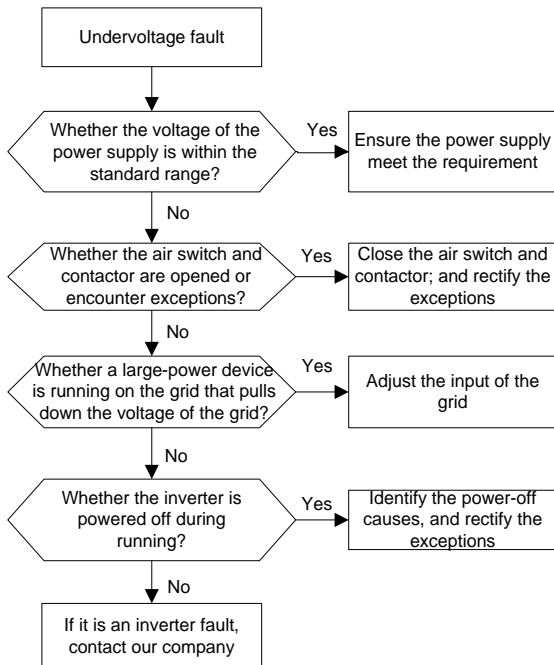 Undervoltage fault
Whether the voltage of the
power supply is within the
standard range?
Yes
Ensure the power supply
meet the requirement
No
Whether the air switch and
contactor are opened or
encounter exceptions?
Yes
Close the air switch and
contactor; and rectify the
exceptions
No
Whether a large-power device
is running on the grid that pulls
down the voltage of the grid?
Yes
Adjust the input of the
grid
No
Whether the inverter is
powered off during
running?
Yes
Identify the power-off
causes, and rectify the
exceptions
No
If it is an inverter fault,
contact our company